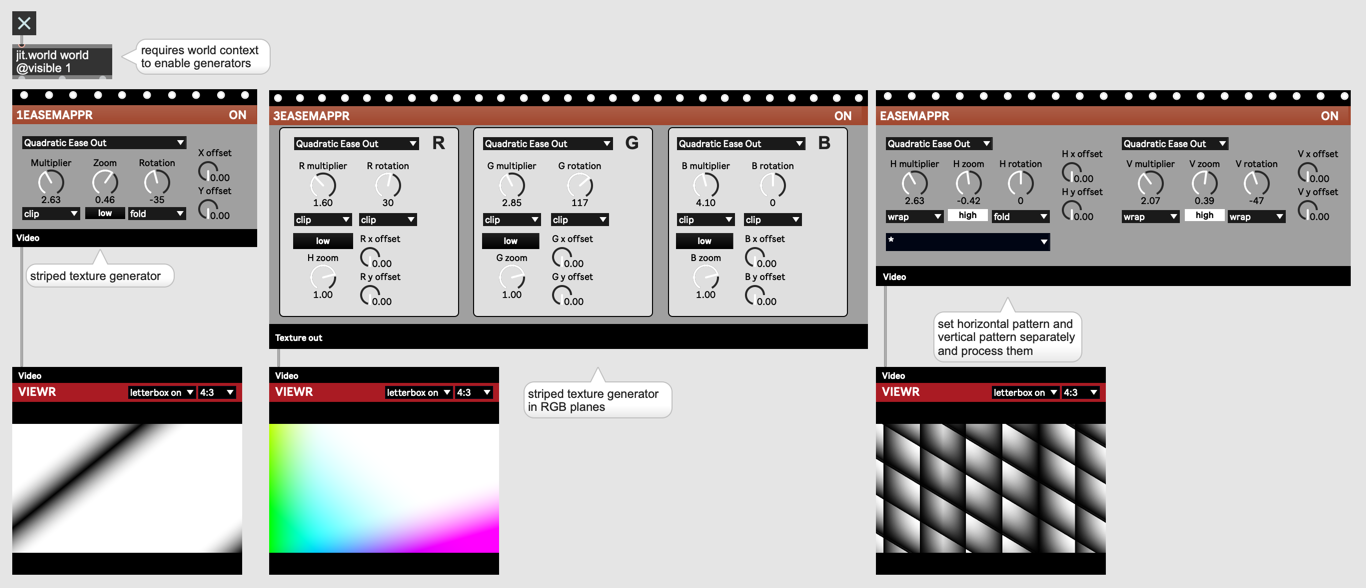 jit.world world
@visible 1
requires world context
to enable generators
1EASEMAPPR ON
Quadratic Ease Out
Multiplier Zoom Rotation
2.63 0.46 -35
X offset
0.00
Y offset
0.00
clip low fold
Video
striped texture generator
3EASEMAPPR ON
Quadratic Ease Out R
R multiplier R rotation
1.60 30
clip clip
low
R x offset
0.00
H zoom
1.00
R y offset
0.00
Quadratic Ease Out G
G multiplier G rotation
2.85 117
clip clip
low
G x offset
0.00
G zoom
1.00
G y offset
0.00
Quadratic Ease Out B
B multiplier B rotation
4.10 0
clip clip
low
B x offset
0.00
B zoom
1.00
B y offset
0.00
Texture out
striped texture generator
in RGB planes
EASEMAPPR ON
Quadratic Ease Out
H multiplier H zoom H rotation
2.63 -0.42 0
H x offset
0.00
H y offset
0.00
wrap high fold
*
Quadratic Ease Out
V multiplier V zoom V rotation
2.07 0.39 -47
V x offset
0.00
V y offset
0.00
wrap high wrap
Video
set horizontal pattern and
vertical pattern separately
and process them
Video
VIEWR letterbox on 4:3
Video
VIEWR letterbox on 4:3
Video
VIEWR letterbox on 4:3